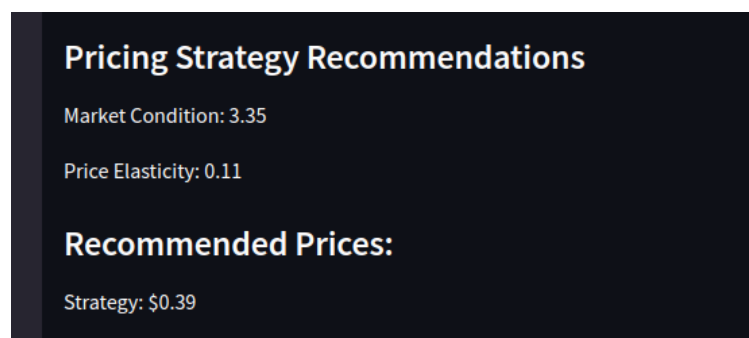 Pricing Strategy Recommendations
Market Condition: 3.35
Price Elasticity: 0.11
Recommended Prices:
Strategy: $0.39